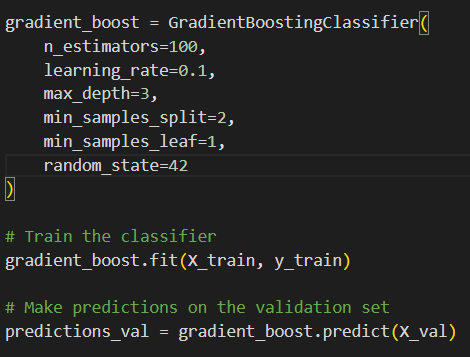 gradient_boost = GradientBoostingClassifier(
    n_estimators=100,
    learning_rate=0.1,
    max_depth=3,
    min_samples_split=2,
    min_samples_leaf=1,
    random_state=42
)

# Train the classifier
gradient_boost.fit(X_train, y_train)

# Make predictions on the validation set
predictions_val = gradient_boost.predict(X_val)